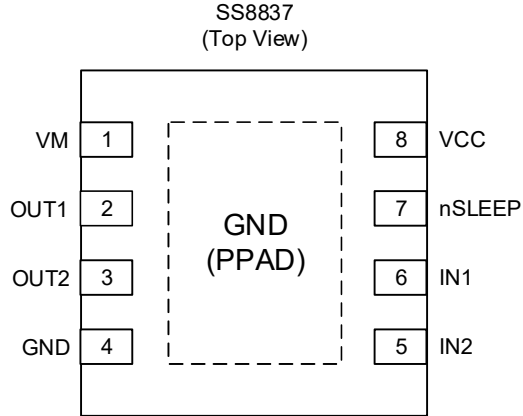 SS8837
(Top View)
VM 1 8 VCC
OUT1 2 7 nSLEEP
GND
(PPAD)
OUT2 3 6 IN1
GND 4 5 IN2